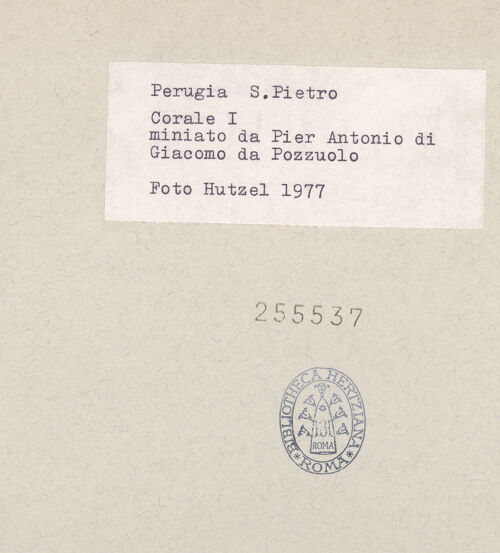 Perugia S.Pietro
Corale I
miniato da Pier Antonio di
Giacomo da Pozzuolo
Foto Hutzel 1977
255537
BIBLIOTHECA HERTZIANA
ROMA
* ROMA *